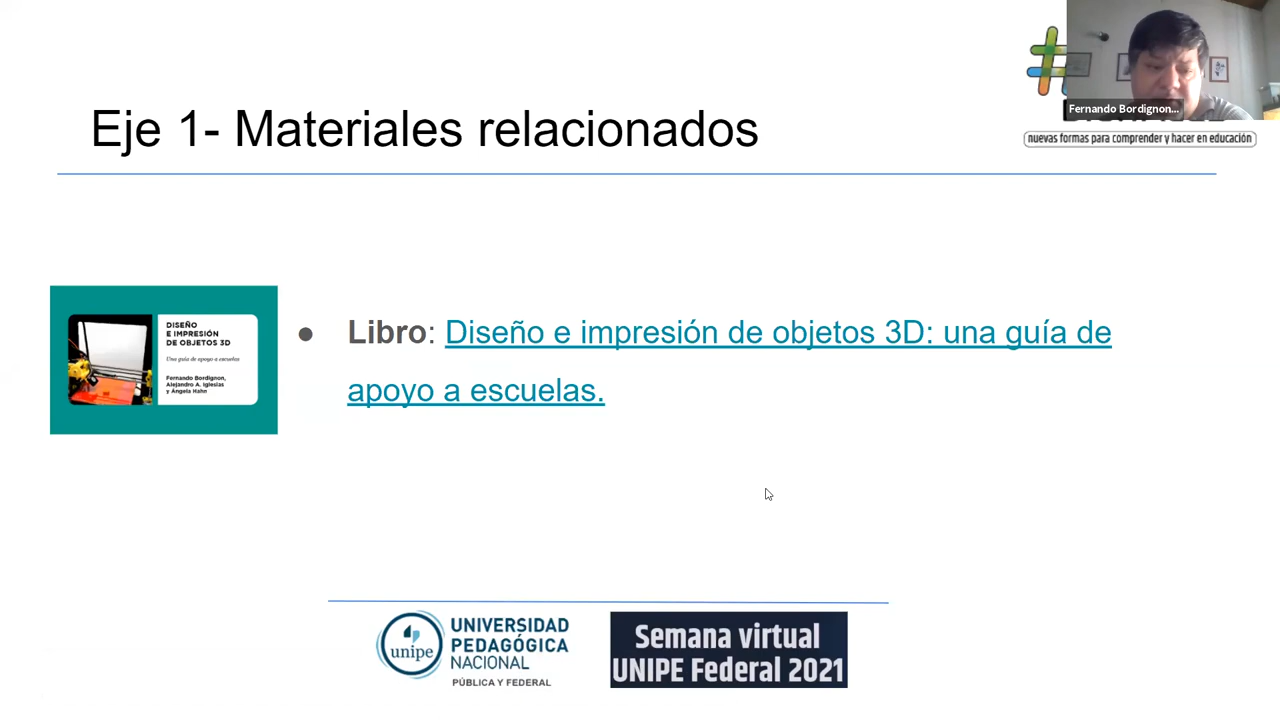 Fernando Bordignon...
nuevas formas para comprender y hacer en educación
Eje 1- Materiales relacionados
DISEÑO
E IMPRESIÓN
DE OBJETOS 3D
Una guía de apoyo a escuelas
Fernando Bordignon,
Alejandro A. Iglesias
y Ángela Hahn
● Libro: Diseño e impresión de objetos 3D: una guía de
apoyo a escuelas.
unipe
UNIVERSIDAD
PEDAGÓGICA
NACIONAL
PÚBLICA Y FEDERAL
Semana virtual
UNIPE Federal 2021